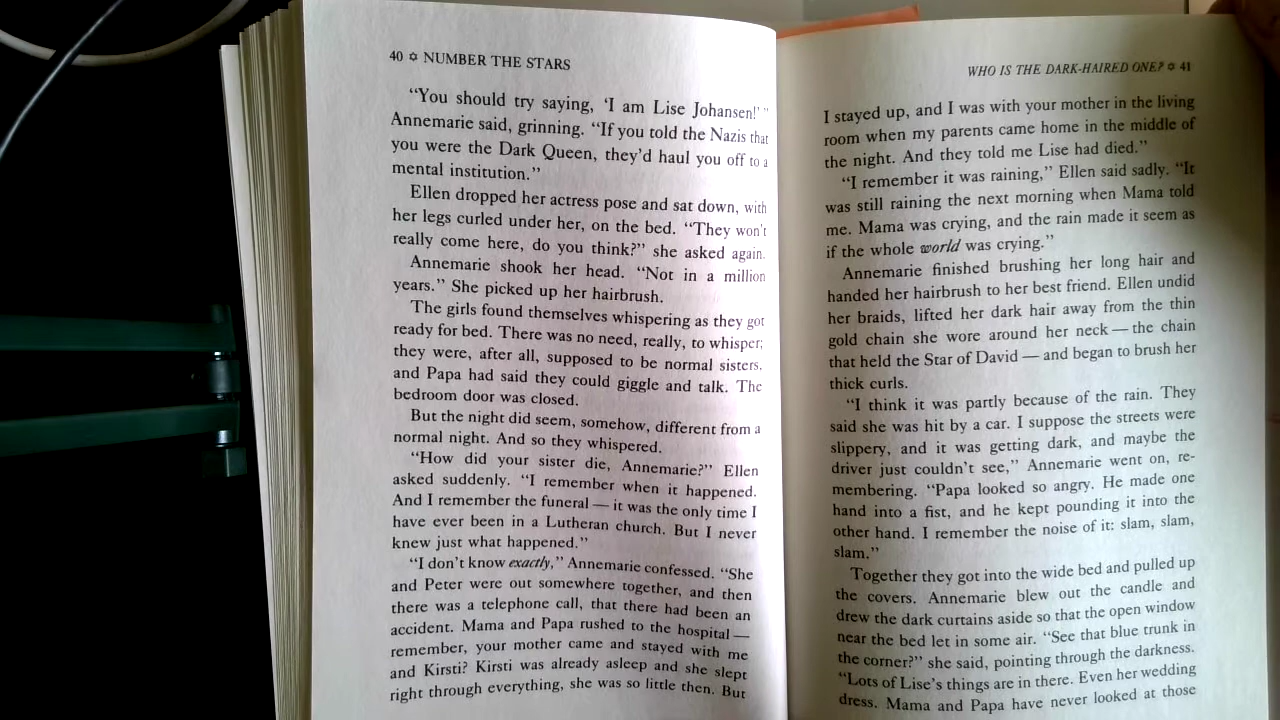 40 ✡ NUMBER THE STARS
“You should try saying, ‘I am Lise Johansen!’ ”
Annemarie said, grinning. “If you told the Nazis that
you were the Dark Queen, they’d haul you off to a
mental institution.”
Ellen dropped her actress pose and sat down, with
her legs curled under her, on the bed. “They won’t
really come here, do you think?” she asked again.
Annemarie shook her head. “Not in a million
years.” She picked up her hairbrush.
The girls found themselves whispering as they got
ready for bed. There was no need, really, to whisper;
they were, after all, supposed to be normal sisters.
and Papa had said they could giggle and talk. The
bedroom door was closed.
But the night did seem, somehow, different from a
normal night. And so they whispered.
“How did your sister die, Annemarie?” Ellen
asked suddenly. “I remember when it happened.
And I remember the funeral — it was the only time I
have ever been in a Lutheran church. But I never
knew just what happened.”
“I don’t know exactly,” Annemarie confessed. “She
and Peter were out somewhere together, and then
there was a telephone call, that there had been an
accident. Mama and Papa rushed to the hospital —
remember, your mother came and stayed with me
and Kirsti? Kirsti was already asleep and she slept
right through everything, she was so little then. But
WHO IS THE DARK-HAIRED ONE? ✡ 41
I stayed up, and I was with your mother in the living
room when my parents came home in the middle of
the night. And they told me Lise had died.”
“I remember it was raining,” Ellen said sadly. “It
was still raining the next morning when Mama told
me. Mama was crying, and the rain made it seem as
if the whole world was crying.”
Annemarie finished brushing her long hair and
handed her hairbrush to her best friend. Ellen undid
her braids, lifted her dark hair away from the thin
gold chain she wore around her neck — the chain
that held the Star of David — and began to brush her
thick curls.
“I think it was partly because of the rain. They
said she was hit by a car. I suppose the streets were
slippery, and it was getting dark, and maybe the
driver just couldn’t see,” Annemarie went on, re-
membering. “Papa looked so angry. He made one
hand into a fist, and he kept pounding it into the
other hand. I remember the noise of it: slam, slam,
slam.”
Together they got into the wide bed and pulled up
the covers. Annemarie blew out the candle and
drew the dark curtains aside so that the open window
near the bed let in some air. “See that blue trunk in
the corner?” she said, pointing through the darkness.
“Lots of Lise’s things are in there. Even her wedding
dress. Mama and Papa have never looked at those